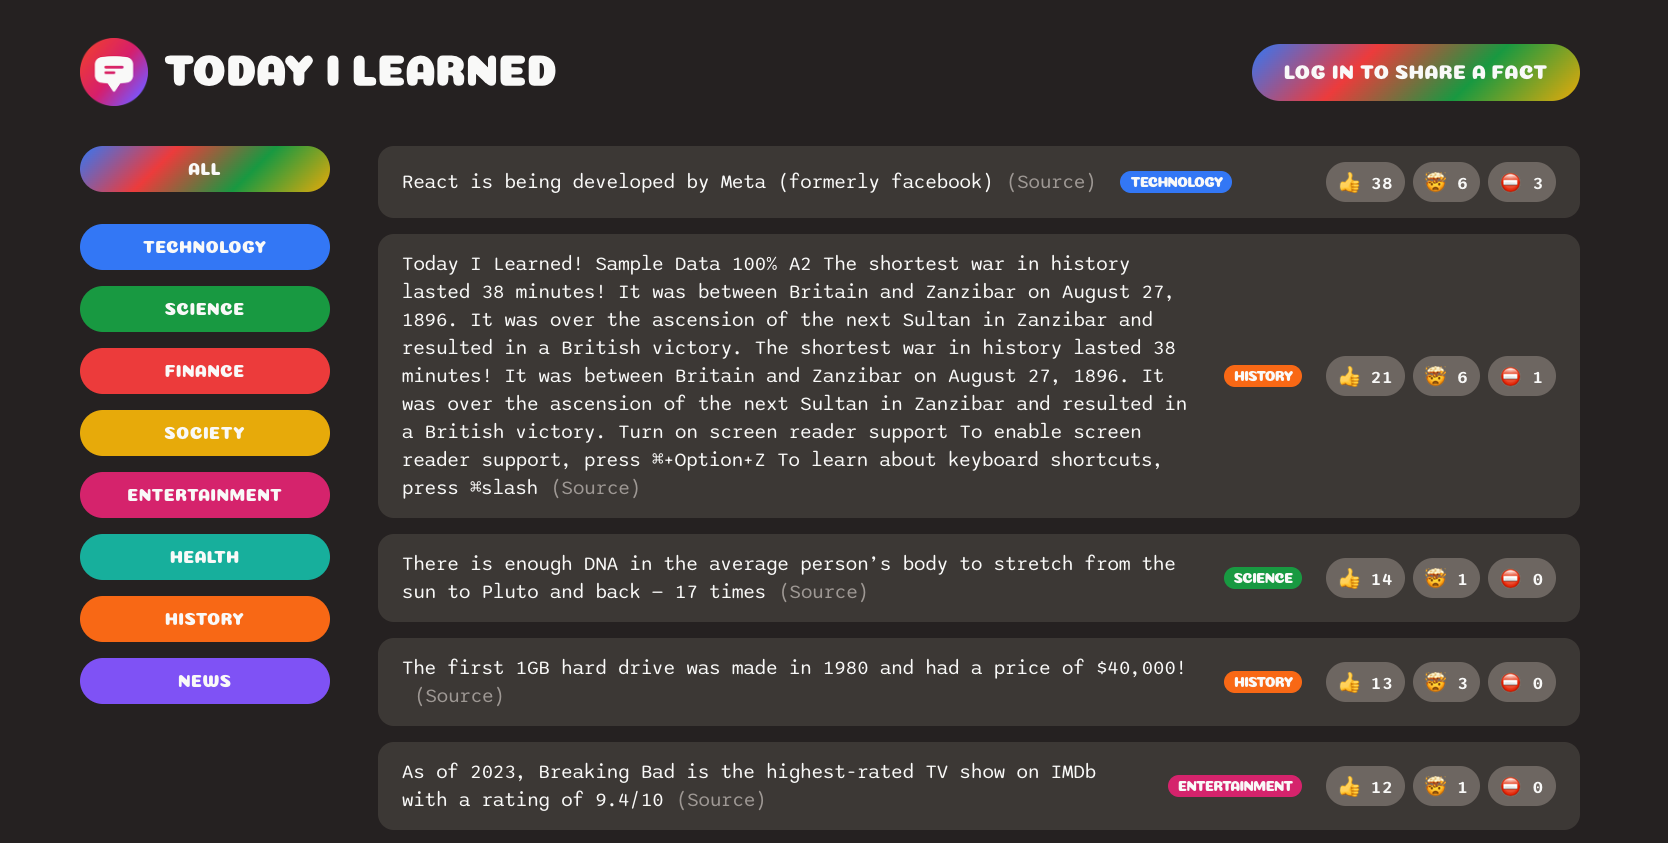 TODAY I LEARNED
LOG IN TO SHARE A FACT
ALL
TECHNOLOGY
SCIENCE
FINANCE
SOCIETY
ENTERTAINMENT
HEALTH
HISTORY
NEWS
React is being developed by Meta (formerly facebook) (Source)
TECHNOLOGY
👍 38
🤯 6
⛔️ 3
Today I Learned! Sample Data 100% A2 The shortest war in history
lasted 38 minutes! It was between Britain and Zanzibar on August 27,
1896. It was over the ascension of the next Sultan in Zanzibar and
resulted in a British victory. The shortest war in history lasted 38
minutes! It was between Britain and Zanzibar on August 27, 1896. It
was over the ascension of the next Sultan in Zanzibar and resulted in
a British victory. Turn on screen reader support To enable screen
reader support, press ⌘+Option+Z To learn about keyboard shortcuts,
press ⌘slash (Source)
HISTORY
👍 21
🤯 6
⛔️ 1
There is enough DNA in the average person’s body to stretch from the
sun to Pluto and back — 17 times (Source)
SCIENCE
👍 14
🤯 1
⛔️ 0
The first 1GB hard drive was made in 1980 and had a price of $40,000!
(Source)
HISTORY
👍 13
🤯 3
⛔️ 0
As of 2023, Breaking Bad is the highest-rated TV show on IMDb
with a rating of 9.4/10 (Source)
ENTERTAINMENT
👍 12
🤯 1
⛔️ 0